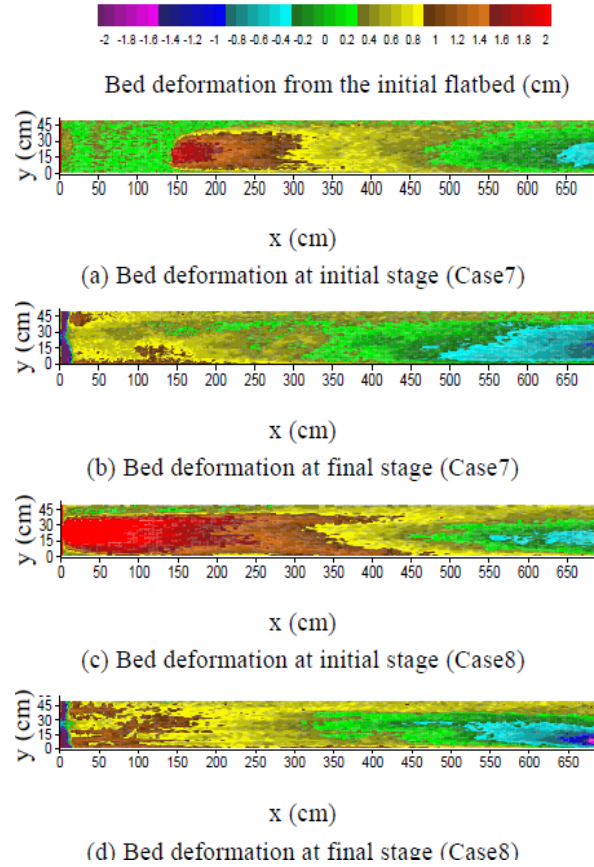 -2 -1.8 -1.6 -1.4 -1.2 -1 -0.8 -0.6 -0.4 -0.2 0 0.2 0.4 0.6 0.8 1 1.2 1.4 1.6 1.8 2
Bed deformation from the initial flatbed (cm)
y (cm)
45
30
15
0
0 50 100 150 200 250 300 350 400 450 500 550 600 650
x (cm)
(a) Bed deformation at initial stage (Case7)
y (cm)
45
30
15
0
0 50 100 150 200 250 300 350 400 450 500 550 600 650
x (cm)
(b) Bed deformation at final stage (Case7)
y (cm)
45
30
15
0
0 50 100 150 200 250 300 350 400 450 500 550 600 650
x (cm)
(c) Bed deformation at initial stage (Case8)
y (cm)
45
30
15
0
0 50 100 150 200 250 300 350 400 450 500 550 600 650
x (cm)
(d) Bed deformation at final stage (Case8)